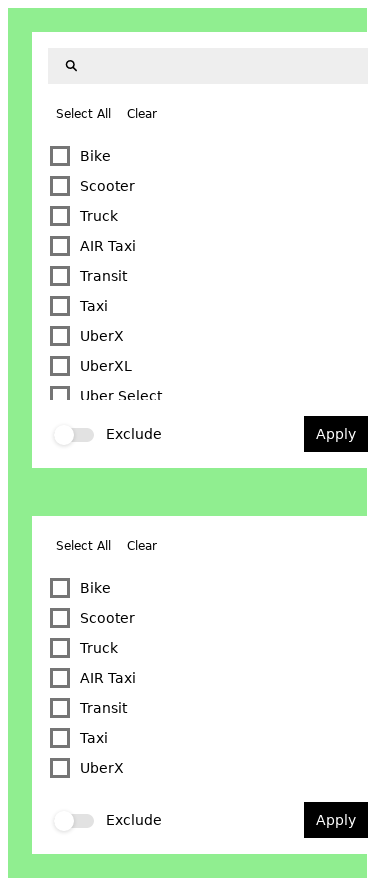 Select All Clear
Bike
Scooter
Truck
AIR Taxi
Transit
Taxi
UberX
UberXL
Uber Select
Exclude Apply
Select All Clear
Bike
Scooter
Truck
AIR Taxi
Transit
Taxi
UberX
Exclude Apply